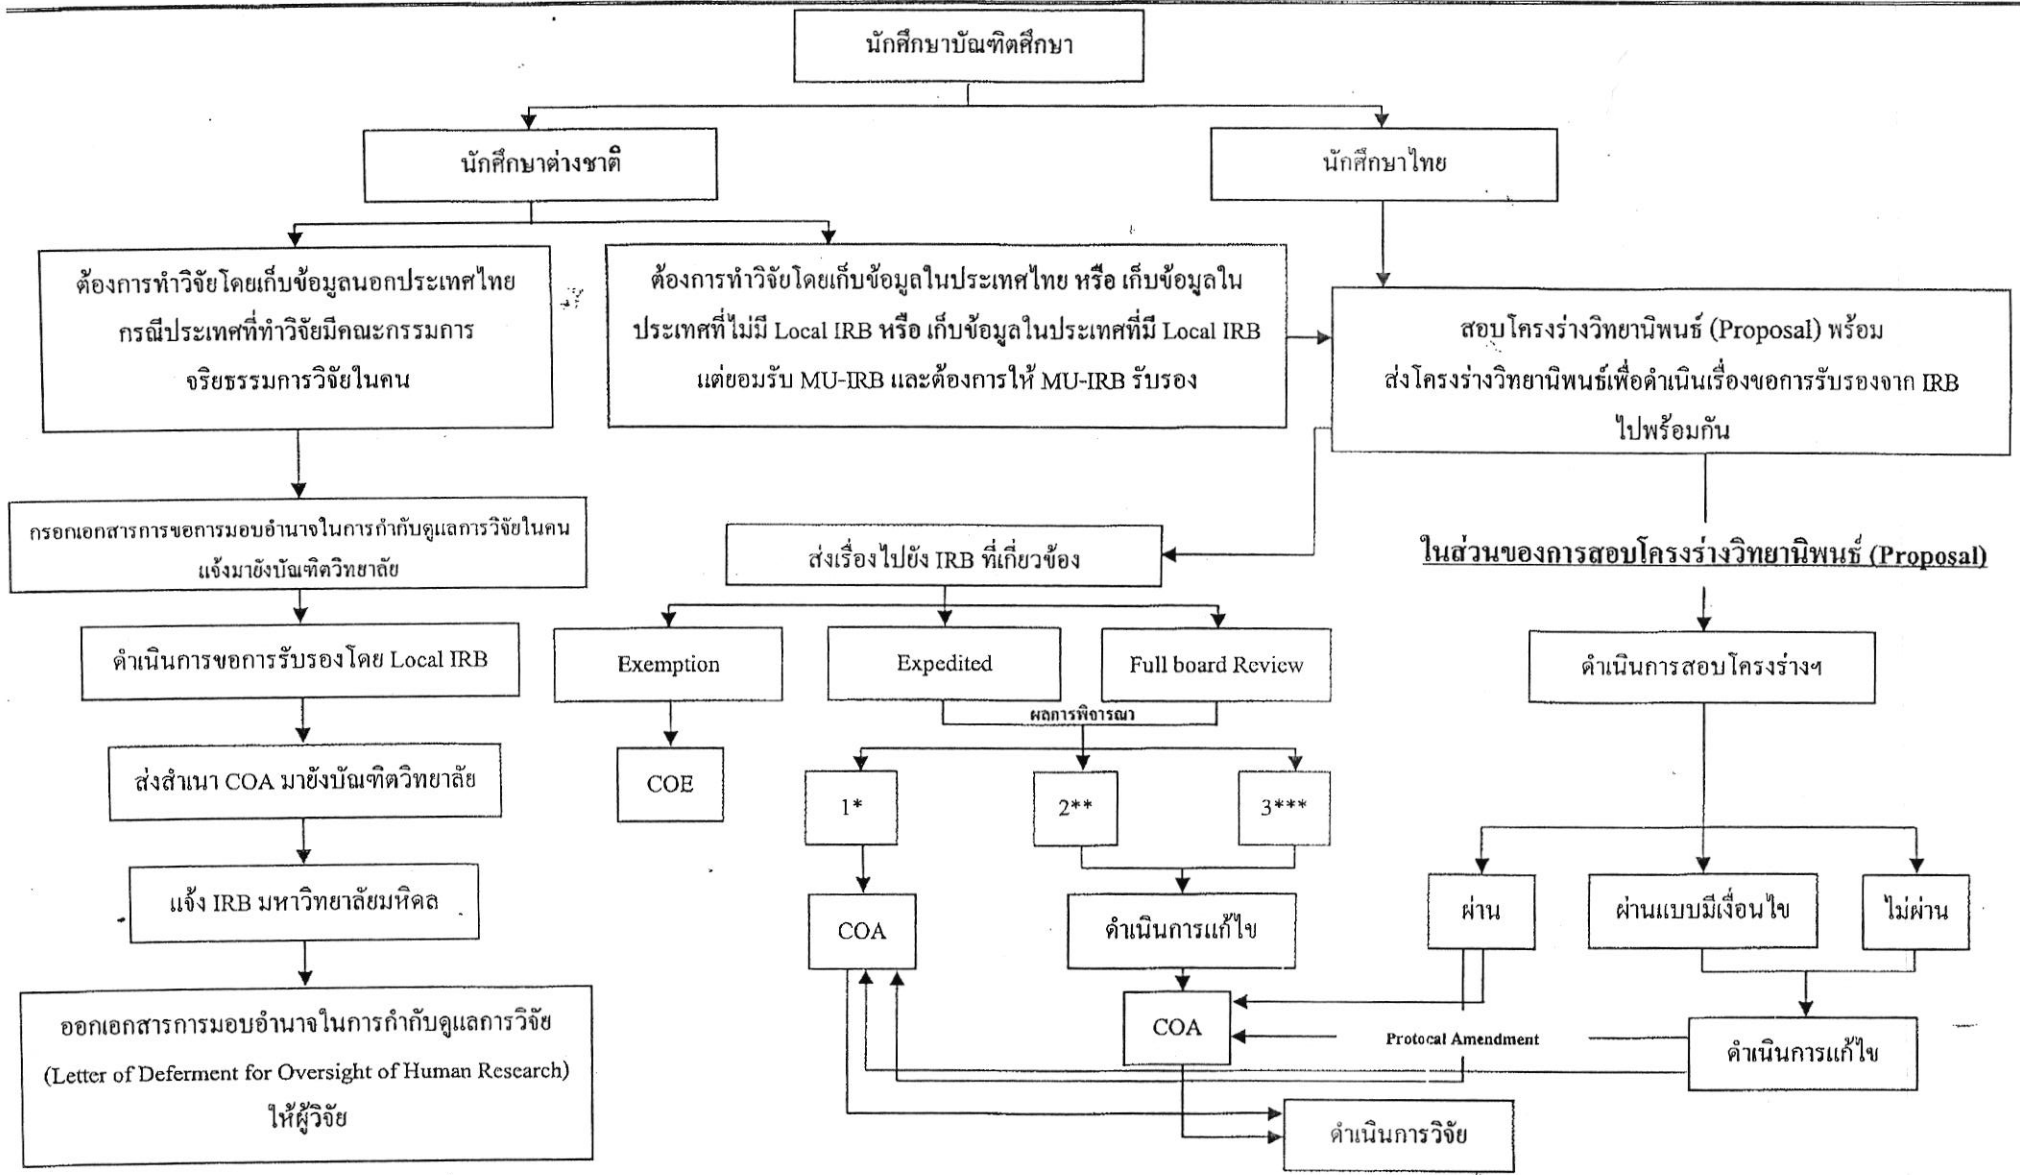 นักศึกษาบัณฑิตศึกษา
นักศึกษาต่างชาติ
นักศึกษาไทย
ต้องการทำวิจัยโดยเก็บข้อมูลนอกประเทศไทย
กรณีประเทศที่ทำวิจัยมีคณะกรรมการ
จริยธรรมการวิจัยในคน
ต้องการทำวิจัยโดยเก็บข้อมูลในประเทศไทย หรือ เก็บข้อมูลใน
ประเทศที่ไม่มี Local IRB หรือ เก็บข้อมูลในประเทศที่มี Local IRB
แต่ยอมรับ MU-IRB และต้องการให้ MU-IRB รับรอง
สอบโครงร่างวิทยานิพนธ์ (Proposal) พร้อม
ส่งโครงร่างวิทยานิพนธ์เพื่อดำเนินเรื่องขอการรับรองจาก IRB
ไปพร้อมกัน
กรอกเอกสารการขอการมอบอำนาจในการกำกับดูแลการวิจัยในคน
แจ้งมายังบัณฑิตวิทยาลัย
ส่งเรื่องไปยัง IRB ที่เกี่ยวข้อง
ในส่วนของการสอบโครงร่างวิทยานิพนธ์ (Proposal)
ดำเนินการขอการรับรองโดย Local IRB
Exemption
Expedited
Full board Review
ดำเนินการสอบโครงร่างฯ
ผลการพิจารณา
ส่งสำเนา COA มายังบัณฑิตวิทยาลัย
COE
1*
2**
3***
แจ้ง IRB มหาวิทยาลัยมหิดล
COA
ดำเนินการแก้ไข
ผ่าน
ผ่านแบบมีเงื่อนไข
ไม่ผ่าน
ออกเอกสารการมอบอำนาจในการกำกับดูแลการวิจัย
(Letter of Deferment for Oversight of Human Research)
ให้ผู้วิจัย
COA
Protocal Amendment
ดำเนินการแก้ไข
ดำเนินการวิจัย